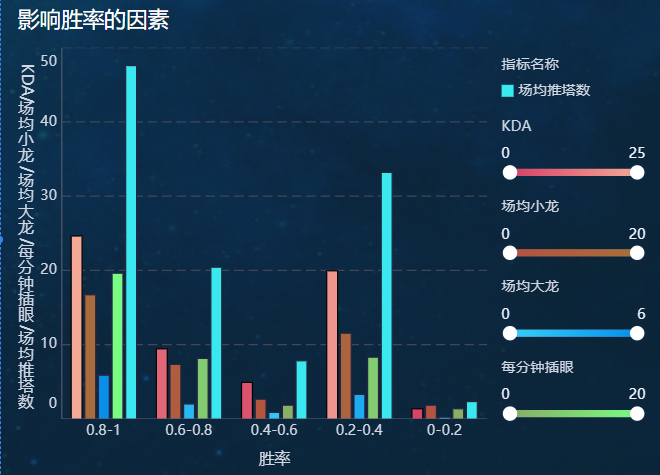 影响胜率的因素
KDA/场均小龙/场均大龙/每分钟插眼/场均推塔数
50
40
30
20
10
0
0.8-1 0.6-0.8 0.4-0.6 0.2-0.4 0-0.2
胜率
指标名称
场均推塔数
KDA
0 25
场均小龙
0 20
场均大龙
0 6
每分钟插眼
0 20